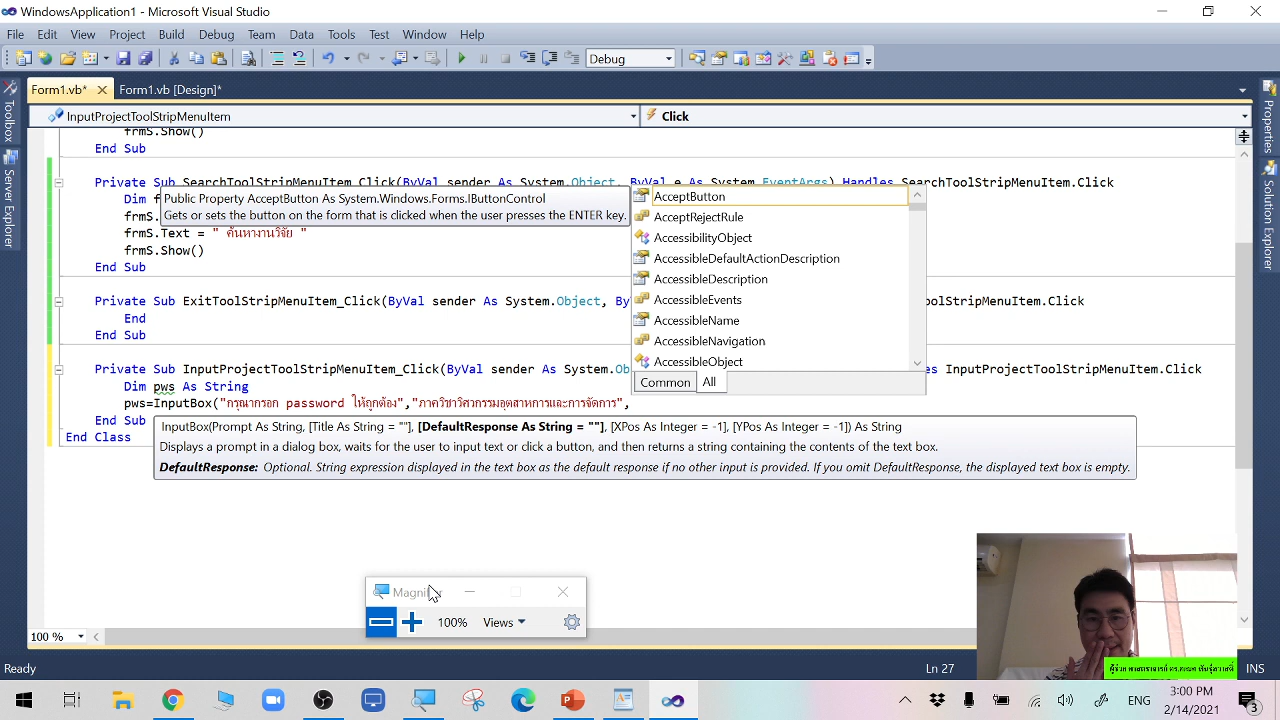 WindowsApplication1 - Microsoft Visual Studio
File Edit View Project Build Debug Team Data Tools Test Window Help
Debug
Form1.vb* Form1.vb [Design]*
InputProjectToolStripMenuItem Click
Toolbox
Server Explorer
Properties
Solution Explorer
frmS.Show()
End Sub
Private Sub SearchToolStripMenuItem_Click(ByVal sender As System.Object, ByVal e As System.EventArgs) Handles SearchToolStripMenuItem.Click
Dim f
Public Property AcceptButton As System.Windows.Forms.IButtonControl
frmS.
Gets or sets the button on the form that is clicked when the user presses the ENTER key.
frmS.Text = " ค้นหางานวิจัย "
frmS.Show()
End Sub
Private Sub ExitToolStripMenuItem_Click(ByVal sender As System.Object, By oolStripMenuItem.Click
End
End Sub
AcceptButton
AcceptRejectRule
AccessibilityObject
AccessibleDefaultActionDescription
AccessibleDescription
AccessibleEvents
AccessibleName
AccessibleNavigation
AccessibleObject
Common All
Private Sub InputProjectToolStripMenuItem_Click(ByVal sender As System.Ob es InputProjectToolStripMenuItem.Click
Dim pws As String
pws=InputBox("กรุณากรอก password ให้ถูกต้อง","ภาควิชาวิศวกรรมอุตสาหการและการจัดการ",
End Sub
End Class
InputBox(Prompt As String, [Title As String = ""], [DefaultResponse As String = ""], [XPos As Integer = -1], [YPos As Integer = -1]) As String
Displays a prompt in a dialog box, waits for the user to input text or click a button, and then returns a string containing the contents of the text box.
DefaultResponse: Optional. String expression displayed in the text box as the default response if no other input is provided. If you omit DefaultResponse, the displayed text box is empty.
Magnif
100% Views
100 %
Ready Ln 27 INS
ENG
3:00 PM
2/14/2021
3